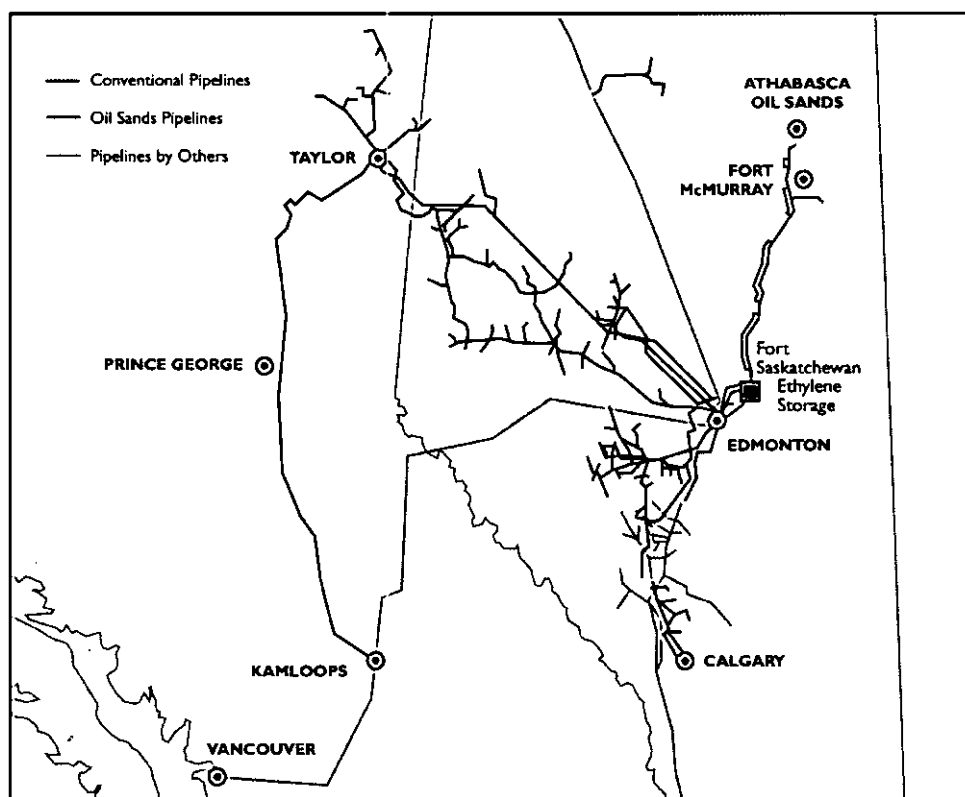 Conventional Pipelines
Oil Sands Pipelines
Pipelines by Others
ATHABASCA
OIL SANDS
TAYLOR
FORT
McMURRAY
PRINCE GEORGE
Fort
Saskatchewan
Ethylene
Storage
EDMONTON
KAMLOOPS
CALGARY
VANCOUVER